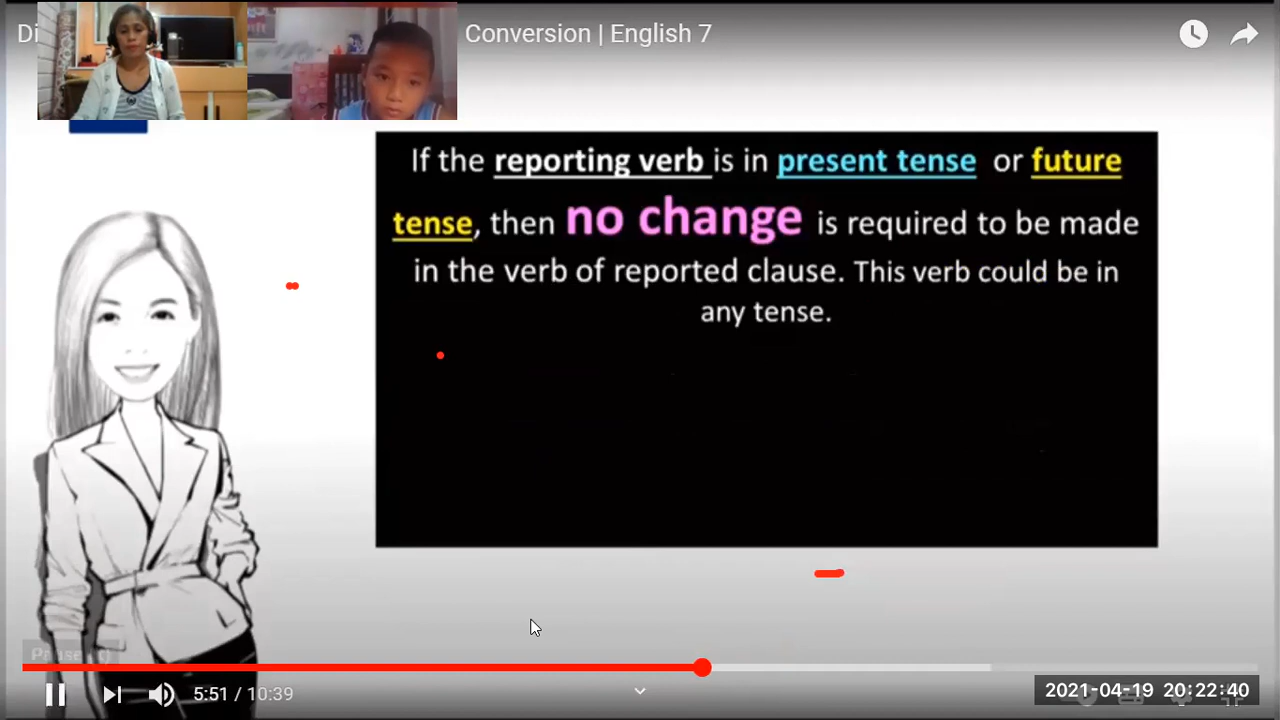 Di
Conversion | English 7
If the reporting verb is in present tense or future
tense, then no change is required to be made
in the verb of reported clause. This verb could be in
any tense.
5:51 / 10:39
2021-04-19 20:22:40